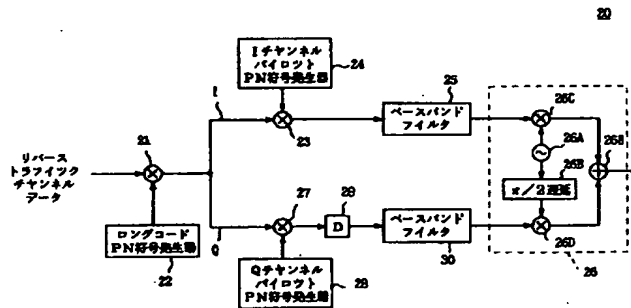 20
Iチャンネル
パイロット
PN符号発生器
24
I
23
25
ベースバンド
フィルタ
26C
26A
26B
π/2遅延
26E
26D
26
リバース
トラフィック
チャンネル
データ
21
ロングコード
PN符号発生器
22
Q
27
29
D
ベースバンド
フィルタ
30
Qチャンネル
パイロット
PN符号発生器
28